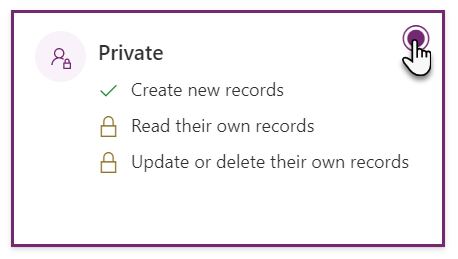 Private
Create new records
Read their own records
Update or delete their own records